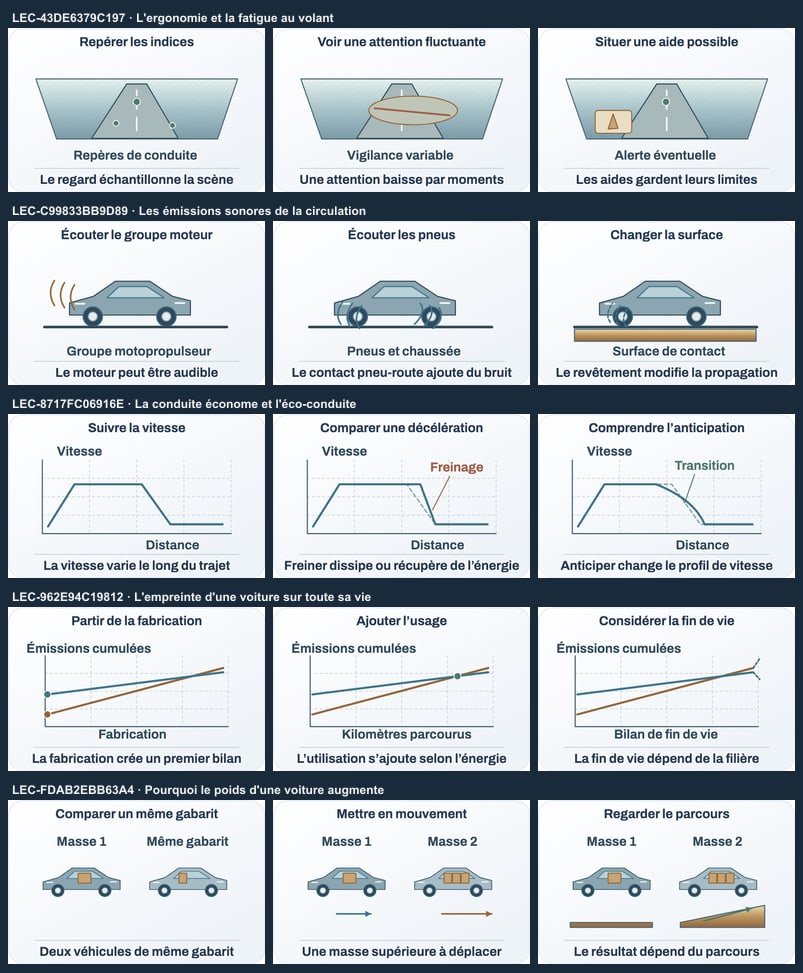 LEC-43DE6379C197 · L'ergonomie et la fatigue au volant
Repérer les indices
Voir une attention fluctuante
Situer une aide possible
Repères de conduite
Vigilance variable
Alerte éventuelle
Le regard échantillonne la scène
Une attention baisse par moments
Les aides gardent leurs limites
LEC-C99833BB9D89 · Les émissions sonores de la circulation
Écouter le groupe moteur
Écouter les pneus
Changer la surface
Groupe motopropulseur
Pneus et chaussée
Surface de contact
Le moteur peut être audible
Le contact pneu-route ajoute du bruit
Le revêtement modifie la propagation
LEC-8717FC06916E · La conduite économe et l'éco-conduite
Suivre la vitesse
Comparer une décélération
Comprendre l’anticipation
Vitesse
Vitesse
Vitesse
Freinage
Transition
Distance
Distance
Distance
La vitesse varie le long du trajet
Freiner dissipe ou récupère de l’énergie
Anticiper change le profil de vitesse
LEC-962E94C19812 · L'empreinte d'une voiture sur toute sa vie
Partir de la fabrication
Ajouter l’usage
Considérer la fin de vie
Émissions cumulées
Émissions cumulées
Émissions cumulées
Fabrication
Kilomètres parcourus
Bilan de fin de vie
La fabrication crée un premier bilan
L’utilisation s’ajoute selon l’énergie
La fin de vie dépend de la filière
LEC-FDAB2EBB63A4 · Pourquoi le poids d'une voiture augmente
Comparer un même gabarit
Mettre en mouvement
Regarder le parcours
Masse 1
Même gabarit
Masse 1
Masse 2
Masse 1
Masse 2
Deux véhicules de même gabarit
Une masse supérieure à déplacer
Le résultat dépend du parcours